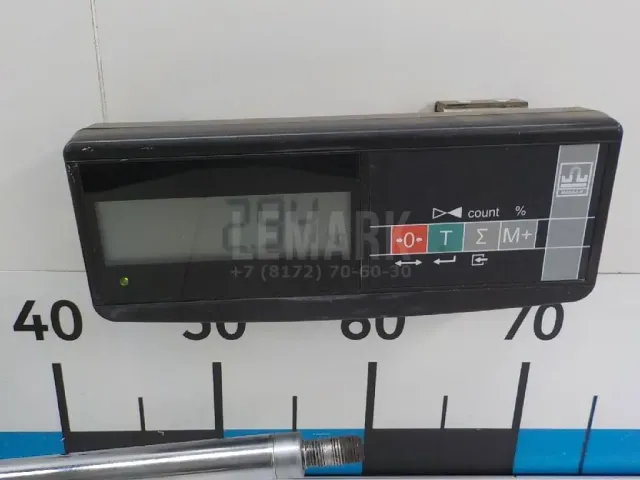 count %
→0← T Σ M+
LEMARK
+7 (8172) 70-60-30
40 50 60 70